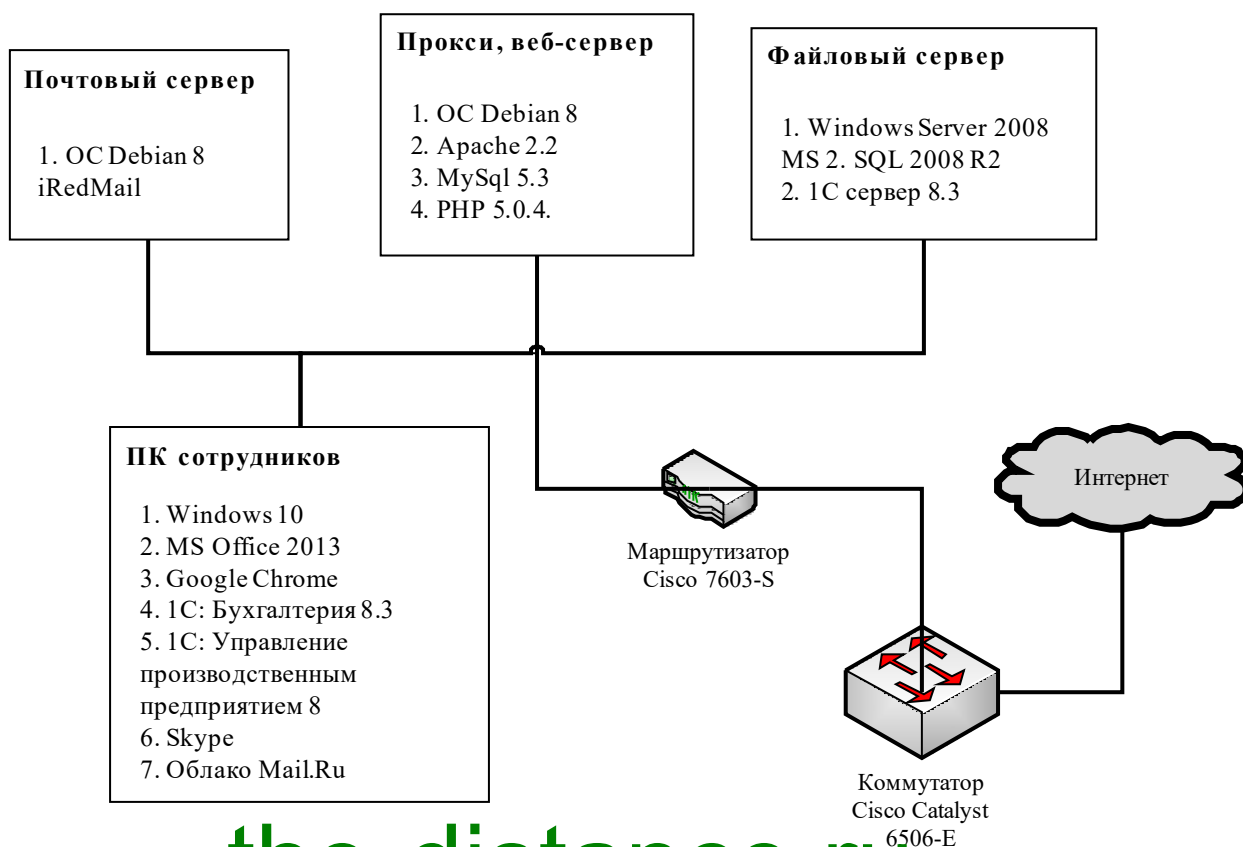 Почтовый сервер
1. ОС Debian 8
iRedMail
Прокси, веб-сервер
1. ОС Debian 8
2. Apache 2.2
3. MySql 5.3
4. PHP 5.0.4.
Файловый сервер
1. Windows Server 2008
MS 2. SQL 2008 R2
2. 1С сервер 8.3
ПК сотрудников
1. Windows 10
2. MS Office 2013
3. Google Chrome
4. 1С: Бухгалтерия 8.3
5. 1С: Управление
производственным
предприятием 8
6. Skype
7. Облако Mail.Ru
Маршрутизатор
Cisco 7603-S
Интернет
Коммутатор
Cisco Catalyst
6506-E
the-distance.ru